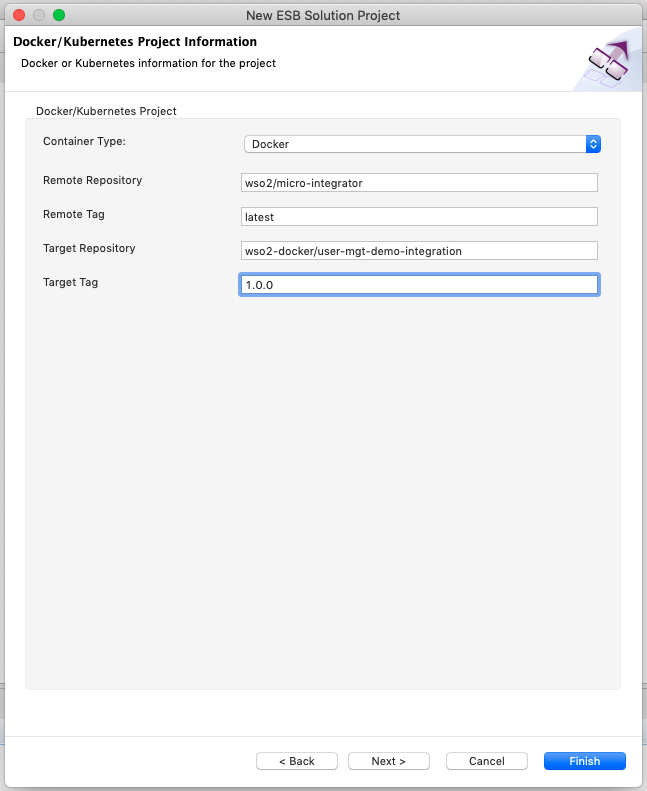 New ESB Solution Project
Docker/Kubernetes Project Information
Docker or Kubernetes information for the project
Docker/Kubernetes Project
Container Type: Docker
Remote Repository wso2/micro-integrator
Remote Tag latest
Target Repository wso2-docker/user-mgt-demo-integration
Target Tag 1.0.0
< Back Next > Cancel Finish